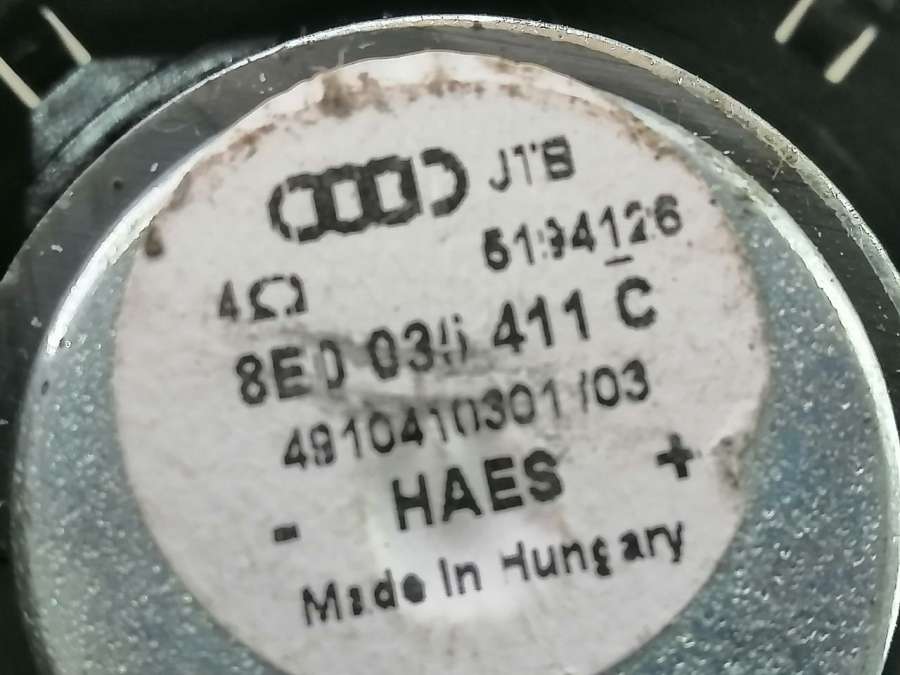 JTB
5194126
4Ω
8E0 035 411 C
4910410301 /03
HAES
- +
Made In Hungary